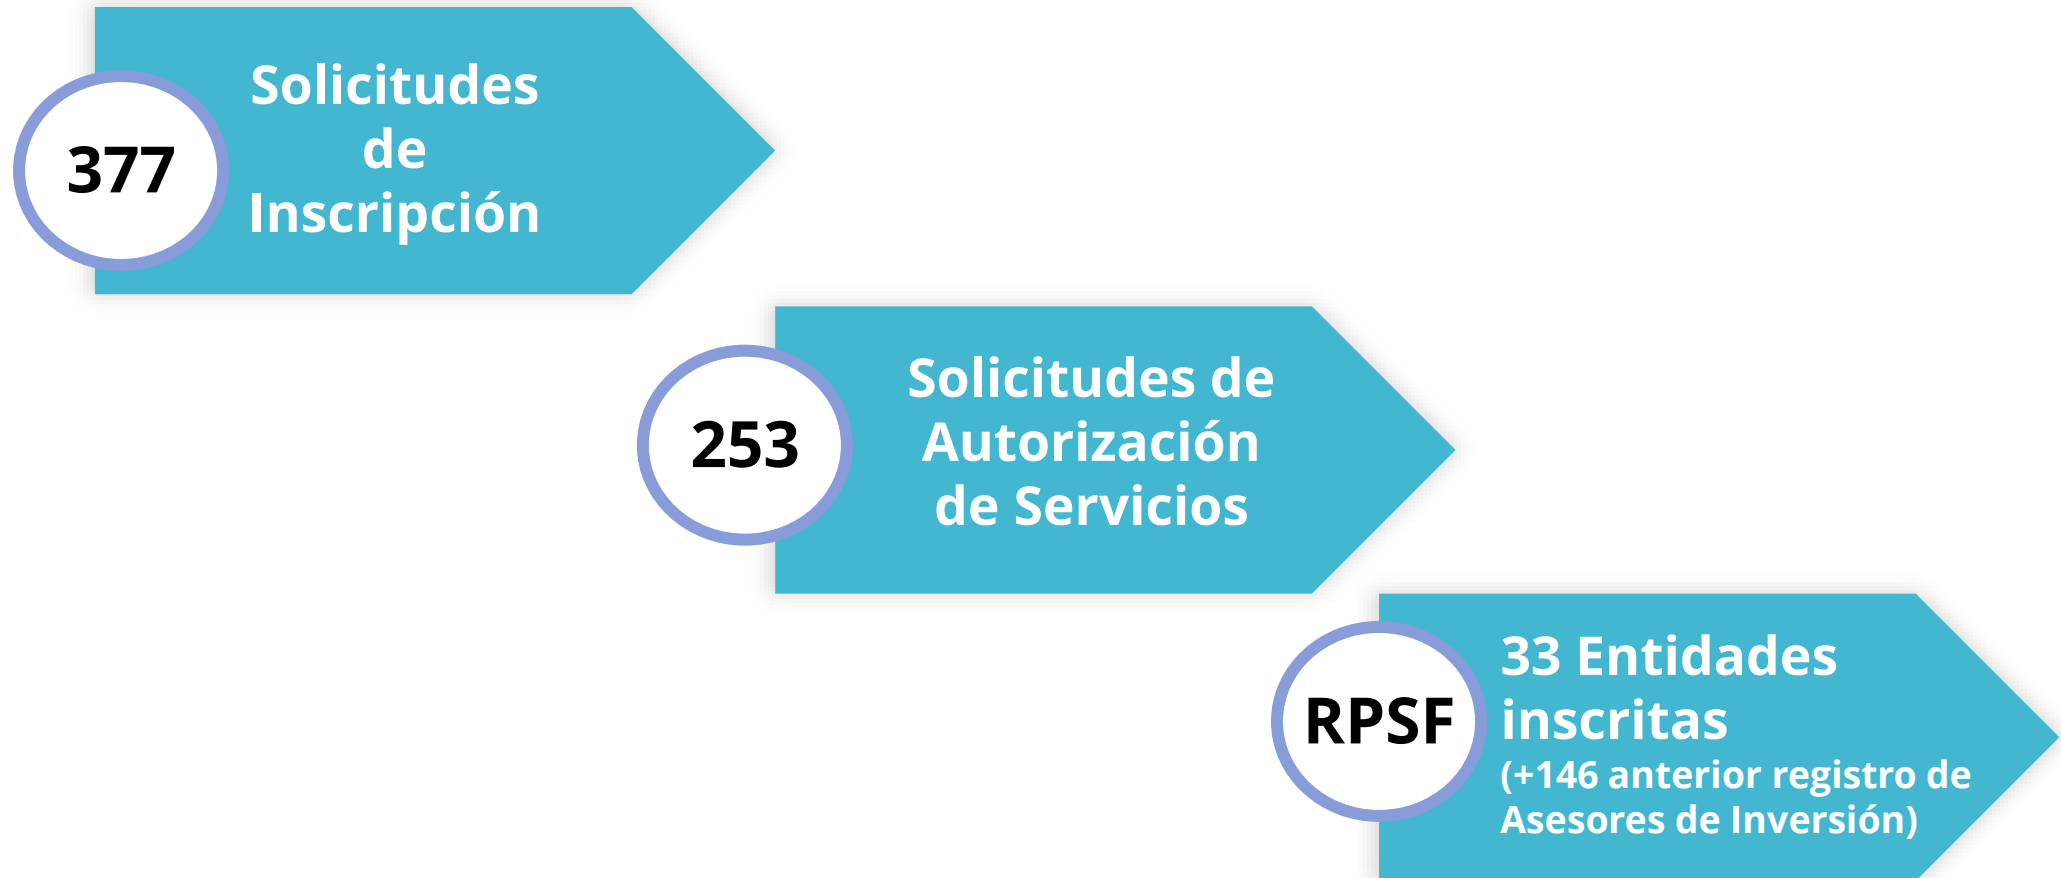 377
Solicitudes
de
Inscripción
253
Solicitudes de
Autorización
de Servicios
RPSF
33 Entidades
inscritas
(+146 anterior registro de
Asesores de Inversión)